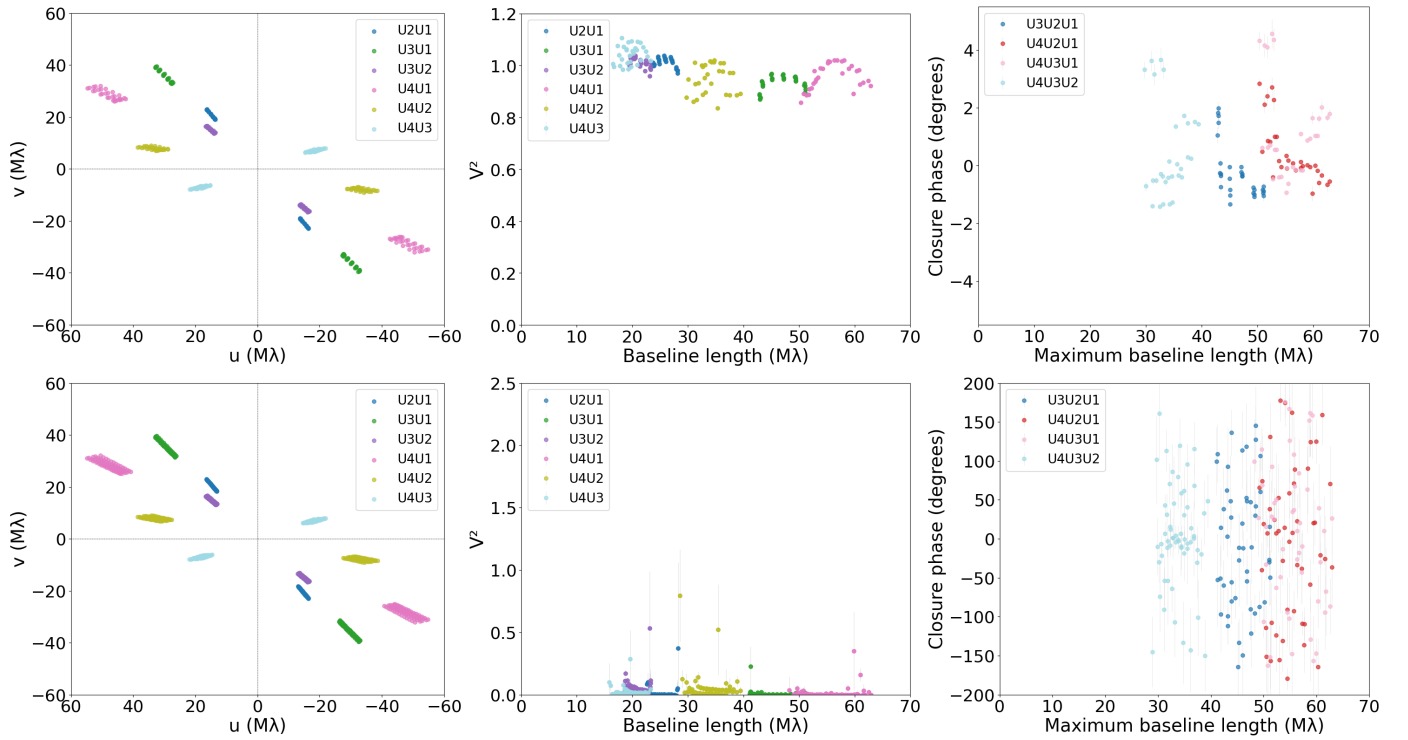 60
40
20
0
−20
−40
−60
60
40
20
0
−20
−40
−60
v (Mλ)
u (Mλ)
U2U1
U3U1
U3U2
U4U1
U4U2
U4U3
1.2
1.0
0.8
0.6
0.4
0.2
0.0
0
10
20
30
40
50
60
70
V²
Baseline length (Mλ)
U2U1
U3U1
U3U2
U4U1
U4U2
U4U3
4
2
0
−2
−4
0
10
20
30
40
50
60
70
Closure phase (degrees)
Maximum baseline length (Mλ)
U3U2U1
U4U2U1
U4U3U1
U4U3U2
60
40
20
0
−20
−40
−60
60
40
20
0
−20
−40
−60
v (Mλ)
u (Mλ)
U2U1
U3U1
U3U2
U4U1
U4U2
U4U3
2.5
2.0
1.5
1.0
0.5
0.0
0
10
20
30
40
50
60
70
V²
Baseline length (Mλ)
U2U1
U3U1
U3U2
U4U1
U4U2
U4U3
200
150
100
50
0
−50
−100
−150
−200
0
10
20
30
40
50
60
70
Closure phase (degrees)
Maximum baseline length (Mλ)
U3U2U1
U4U2U1
U4U3U1
U4U3U2